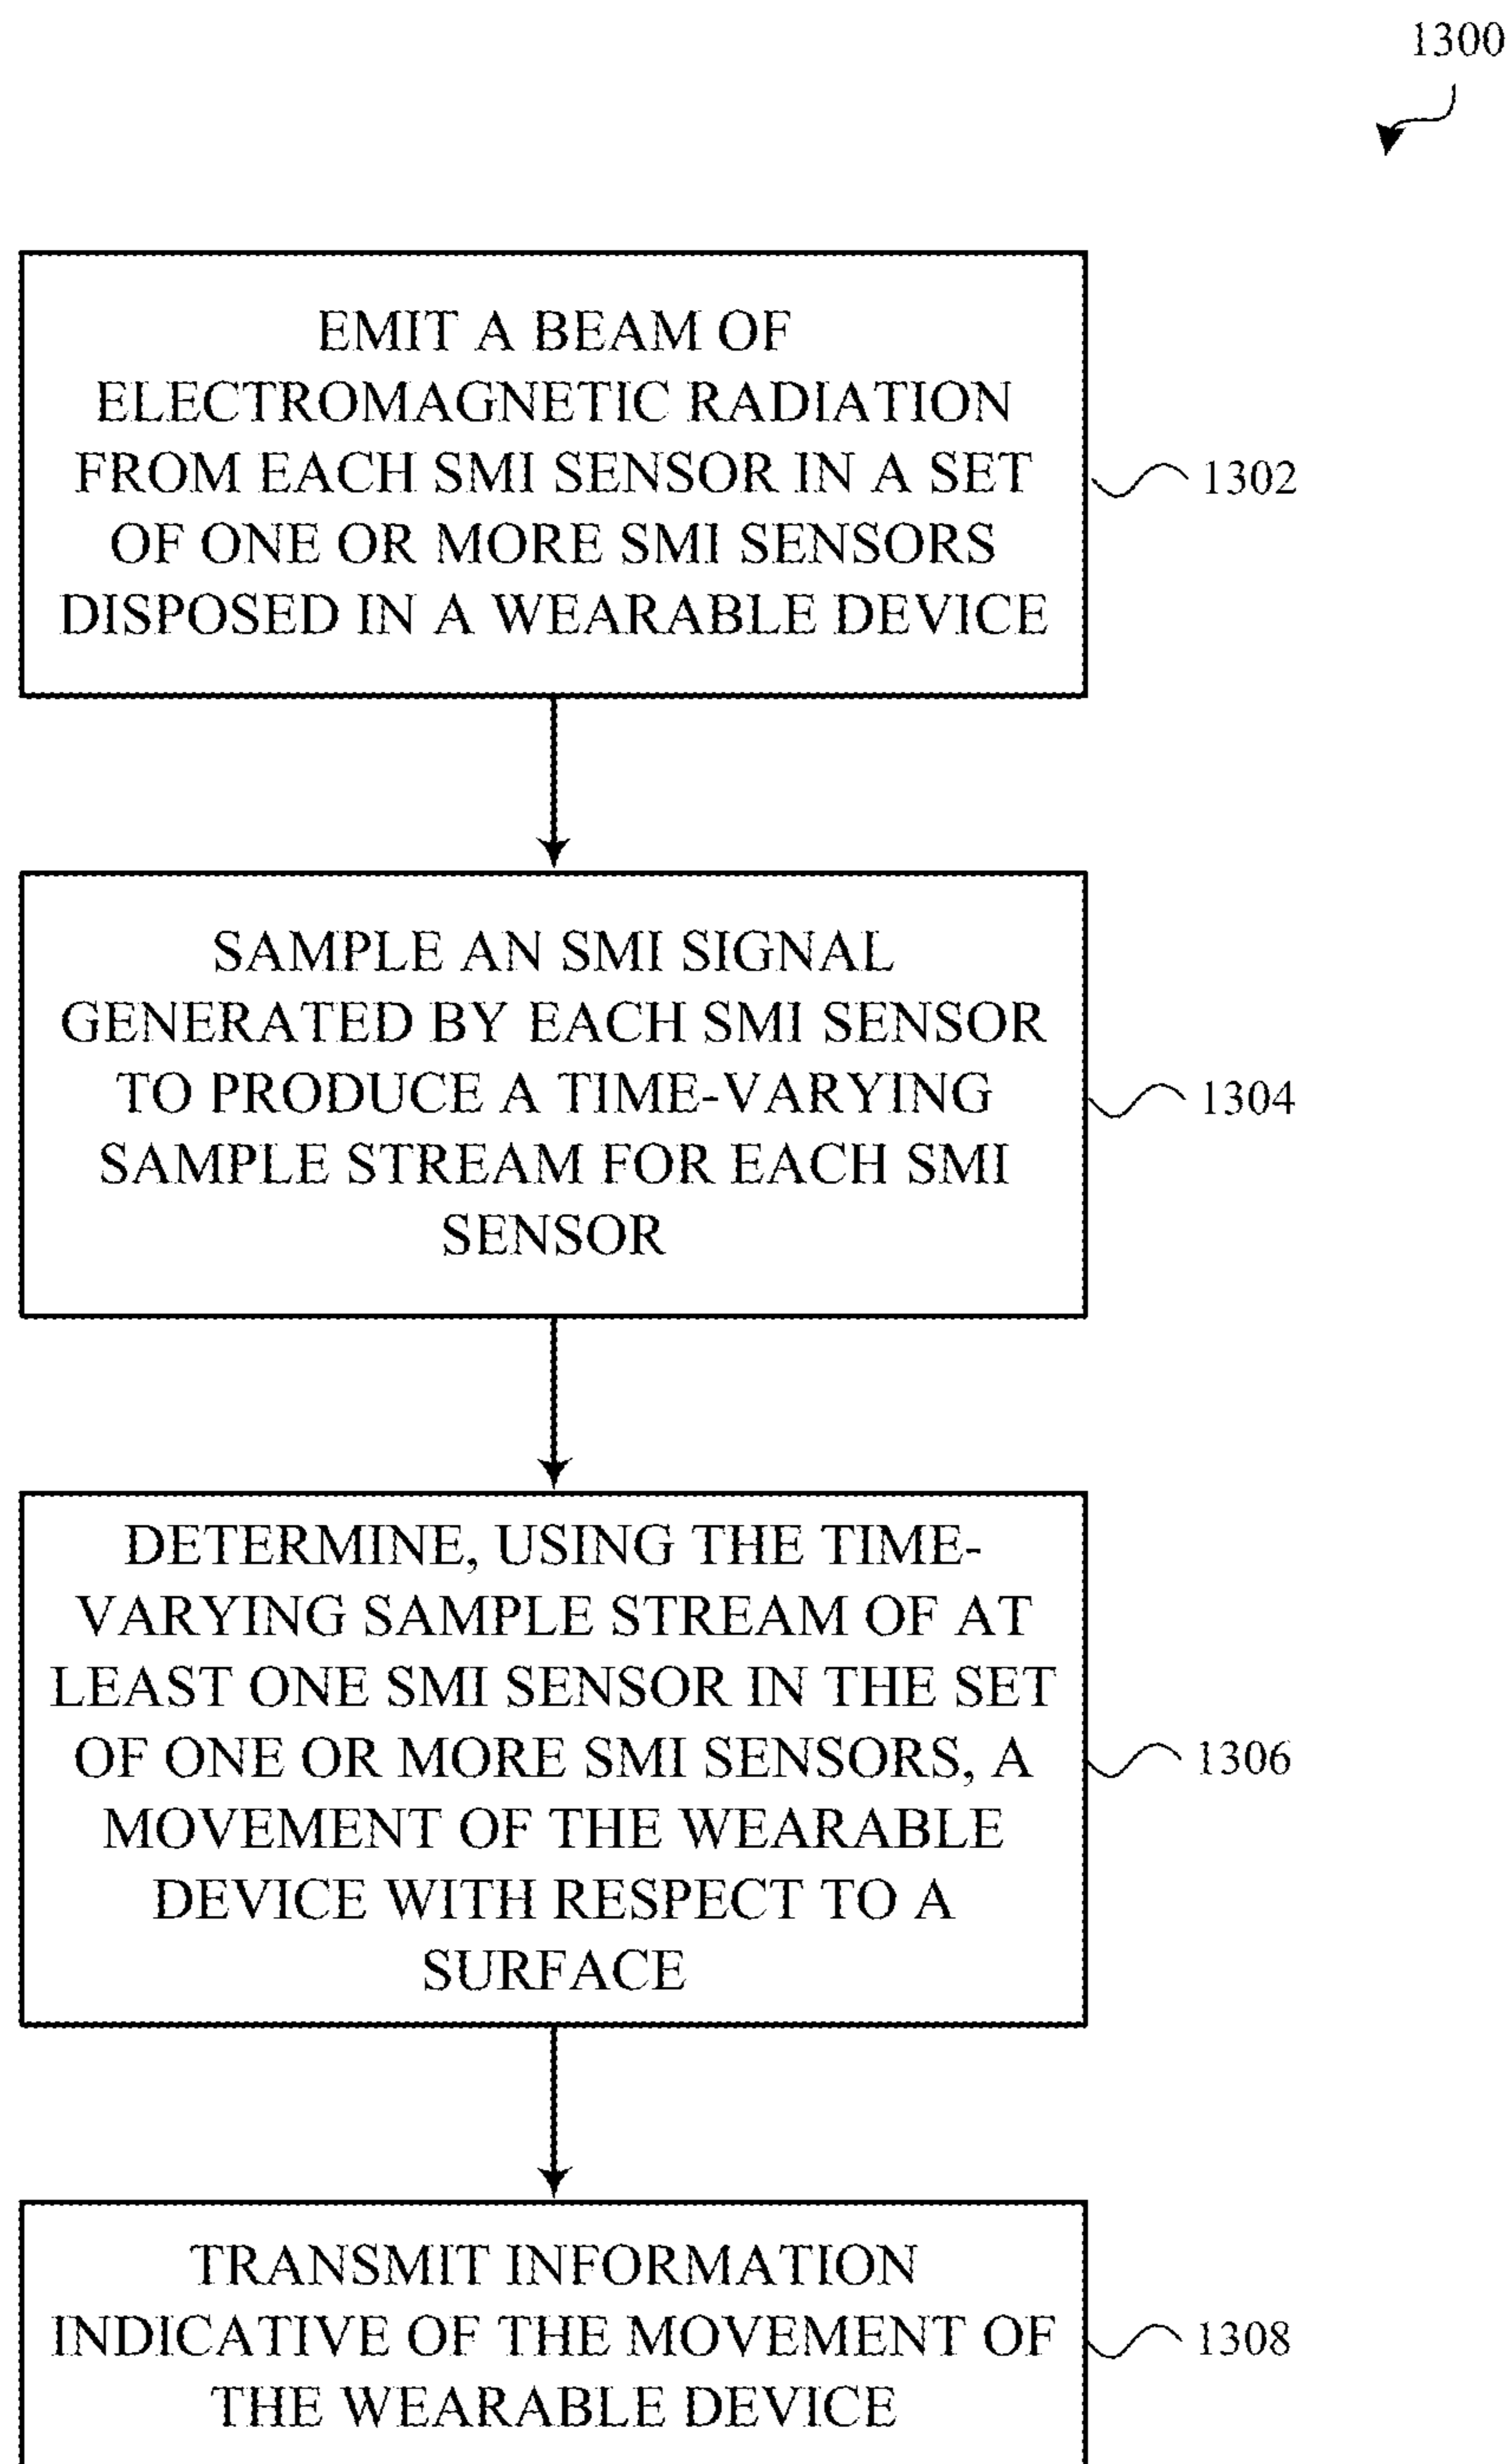 1300
EMIT A BEAM OF
ELECTROMAGNETIC RADIATION
FROM EACH SMI SENSOR IN A SET
OF ONE OR MORE SMI SENSORS
DISPOSED IN A WEARABLE DEVICE
1302
SAMPLE AN SMI SIGNAL
GENERATED BY EACH SMI SENSOR
TO PRODUCE A TIME-VARYING
SAMPLE STREAM FOR EACH SMI
SENSOR
1304
DETERMINE, USING THE TIME-
VARYING SAMPLE STREAM OF AT
LEAST ONE SMI SENSOR IN THE SET
OF ONE OR MORE SMI SENSORS, A
MOVEMENT OF THE WEARABLE
DEVICE WITH RESPECT TO A
SURFACE
1306
TRANSMIT INFORMATION
INDICATIVE OF THE MOVEMENT OF
THE WEARABLE DEVICE
1308